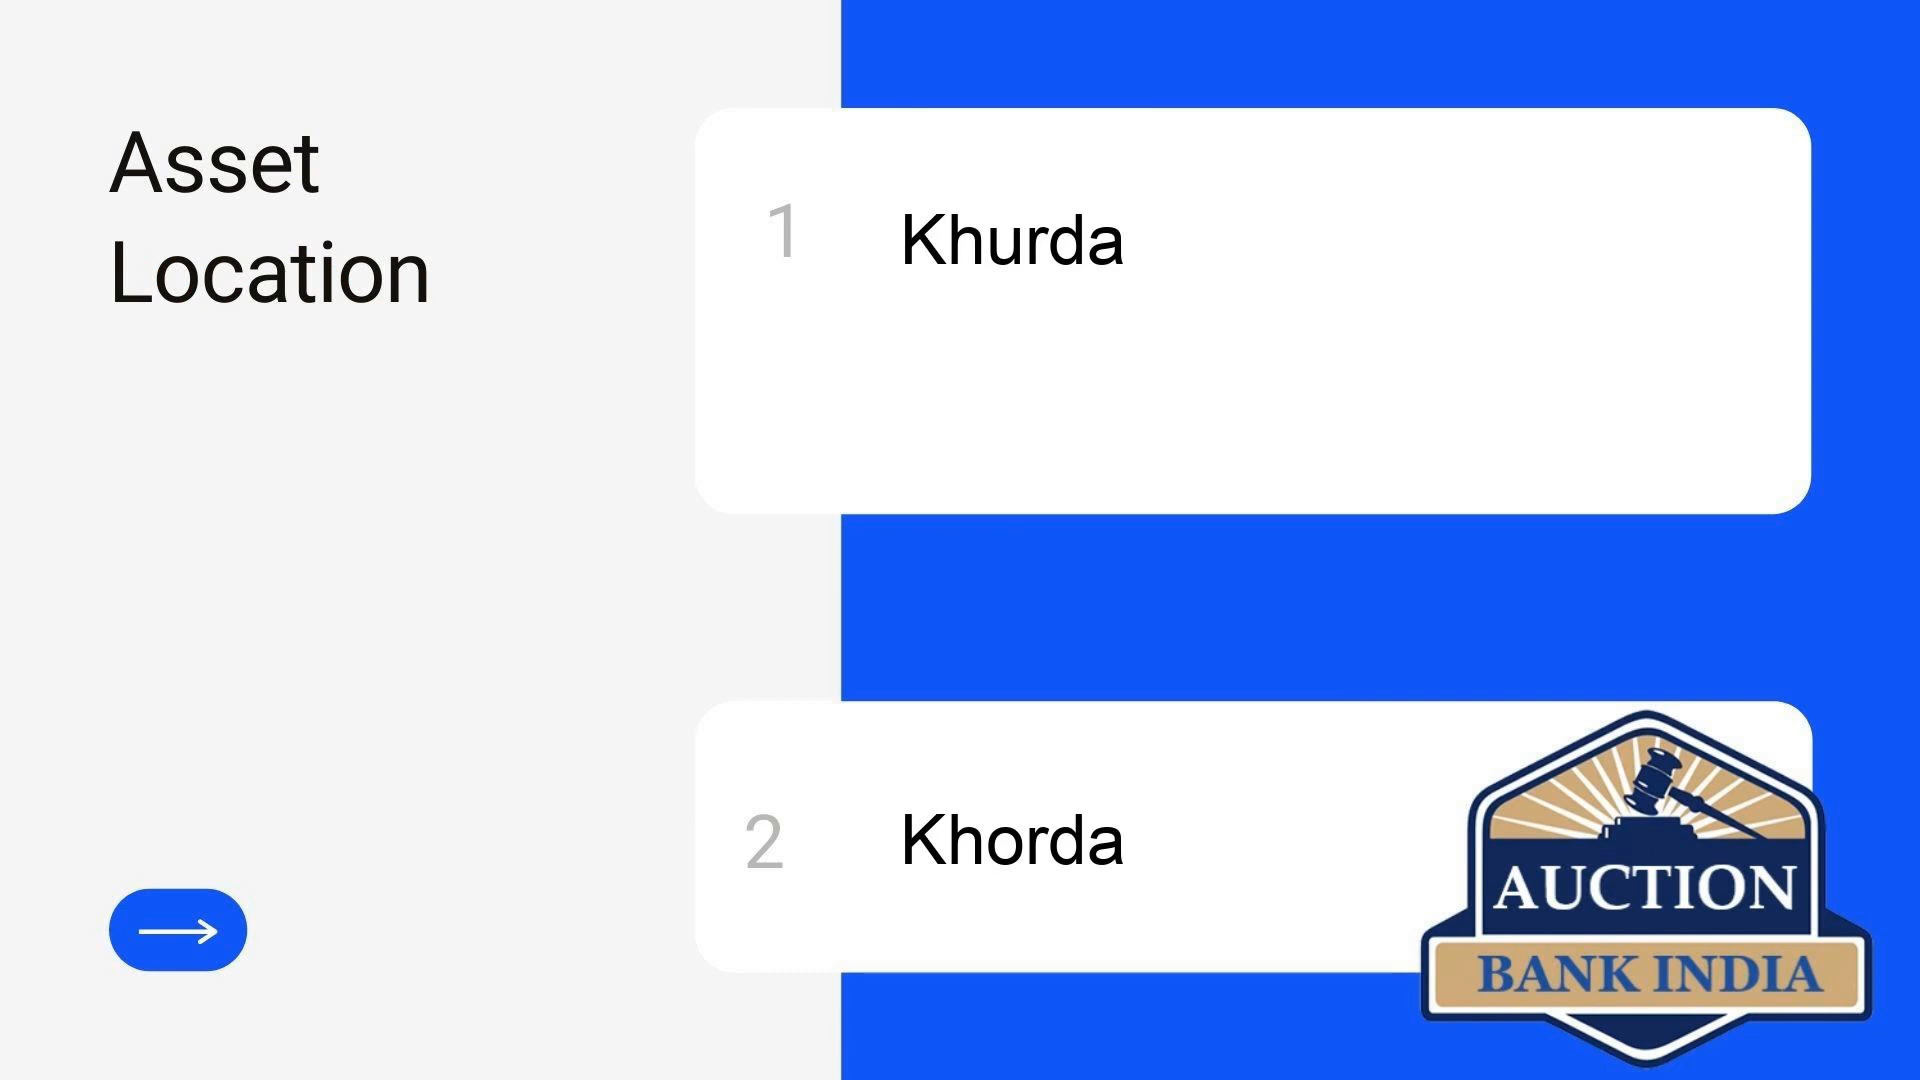 Asset
Location
1
Khurda
2
Khorda
AUCTION
BANK INDIA